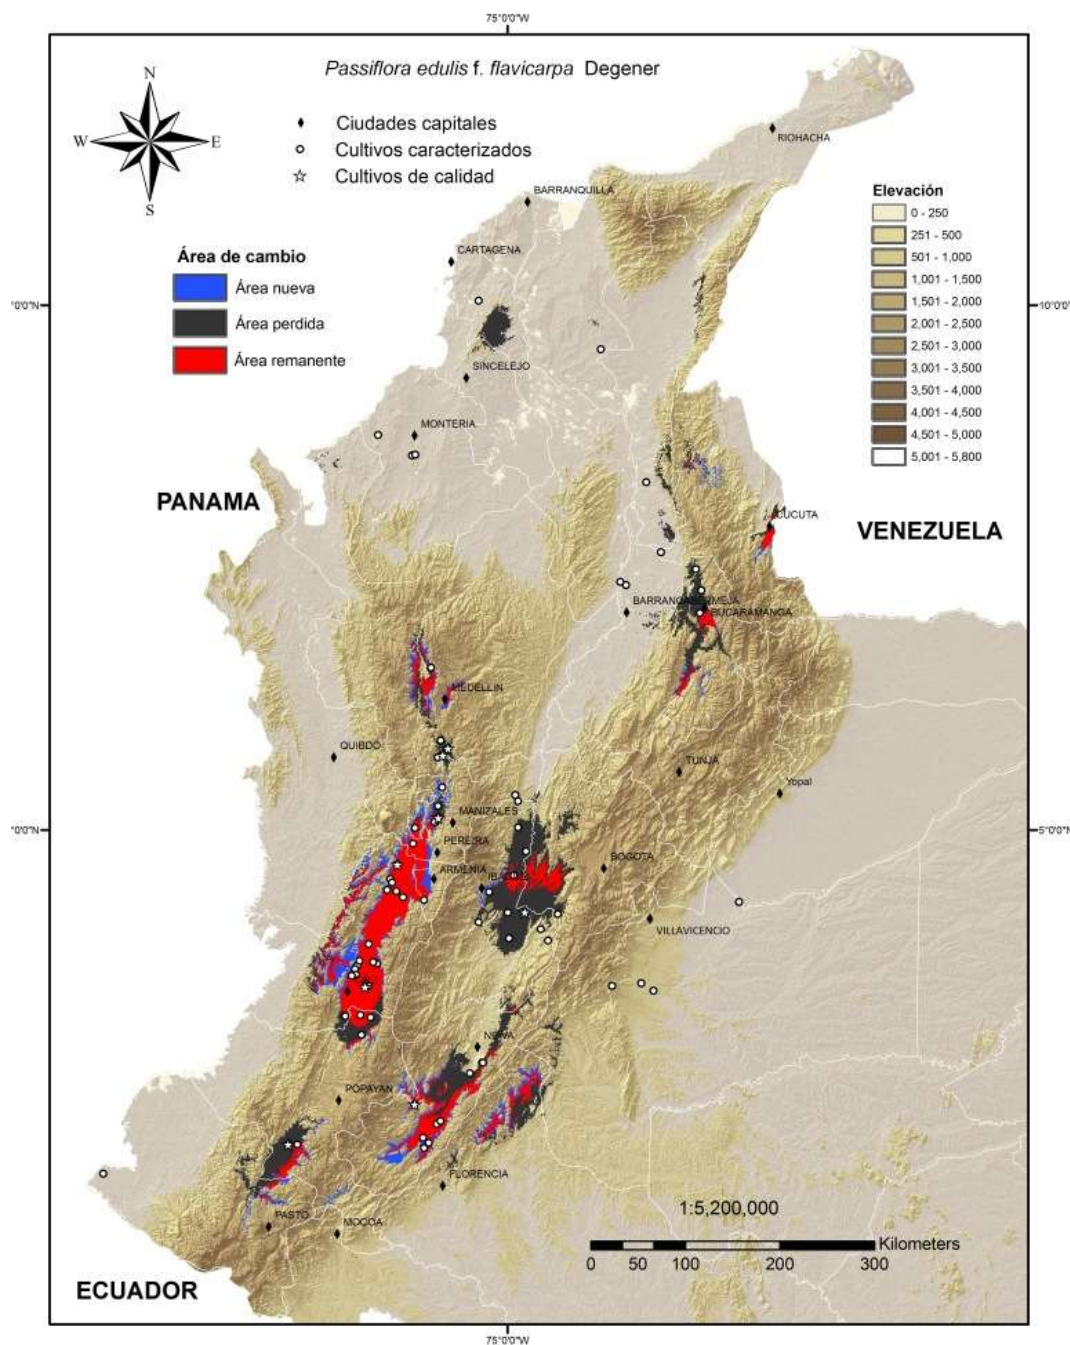 75°0'0"W
Passiflora edulis f. flavicarpa Degener
N
W
E
S
Ciudades capitales
Cultivos caracterizados
Cultivos de calidad
RIOHACHA
BARRANQUILLA
Elevación
0 - 250
251 - 500
501 - 1,000
1,001 - 1,500
1,501 - 2,000
2,001 - 2,500
2,501 - 3,000
3,001 - 3,500
3,501 - 4,000
4,001 - 4,500
4,501 - 5,000
5,001 - 5,800
CARTAGENA
Área de cambio
Área nueva
Área perdida
Área remanente
°0'0"N
10°0'0"N
SINCELEJO
MONTERIA
PANAMA
CUCUTA
VENEZUELA
BARRANCABERMEJA
BUCARAMANGA
MEDELLIN
QUIBDO
TUNJA
Yopal
MANIZALES
°0'0"N
5°0'0"N
PEREIRA
ARMENIA
BOGOTA
VILLAVICENCIO
POPAYAN
FLORENCIA
PASTO
MOCOA
1:5,200,000
Kilometers
0 50 100 200 300
ECUADOR
75°0'0"W